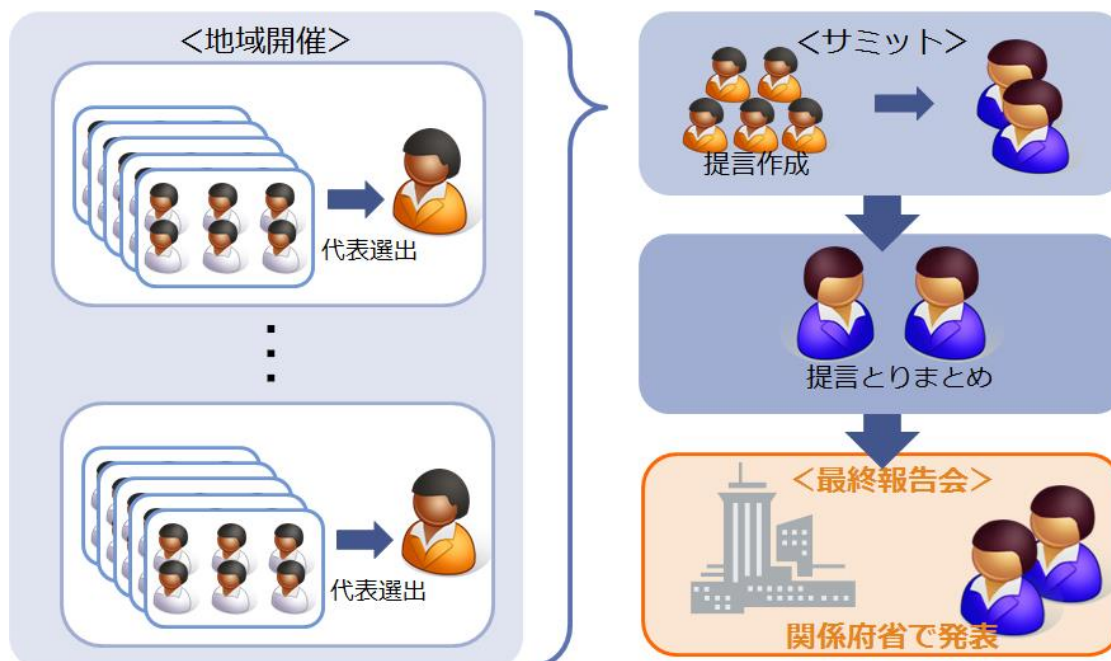 <地域開催>
代表選出
代表選出
<サミット>
提言作成
提言とりまとめ
<最終報告会>
関係府省で発表